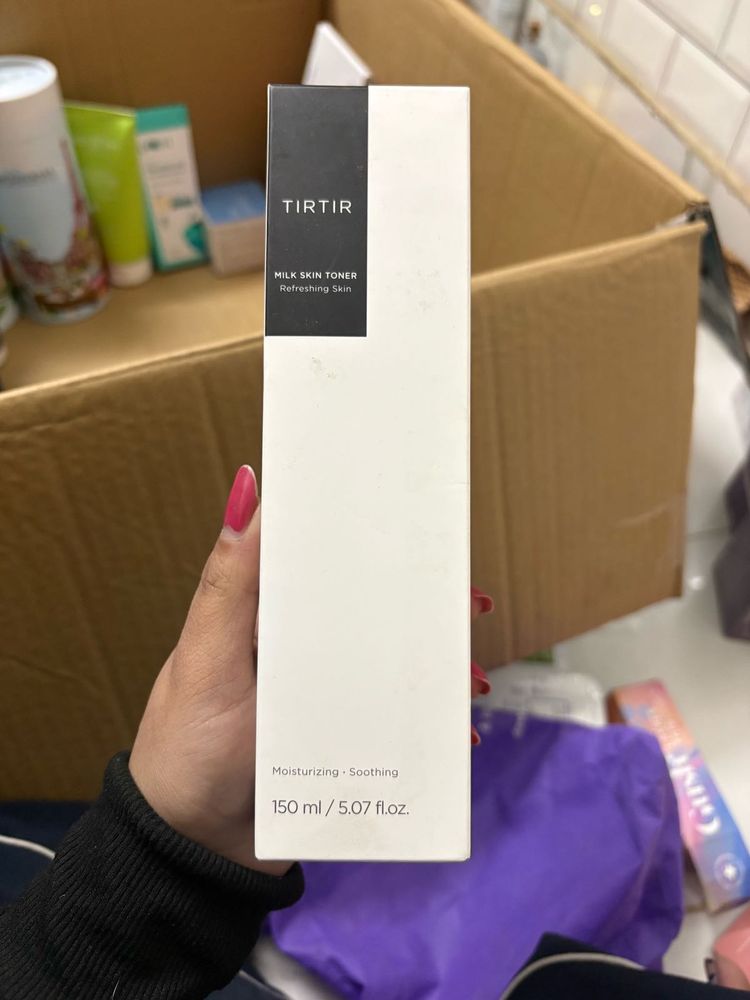 TIRTIR
MILK SKIN TONER
Refreshing Skin
Moisturizing · Soothing
150 ml / 5.07 fl.oz.